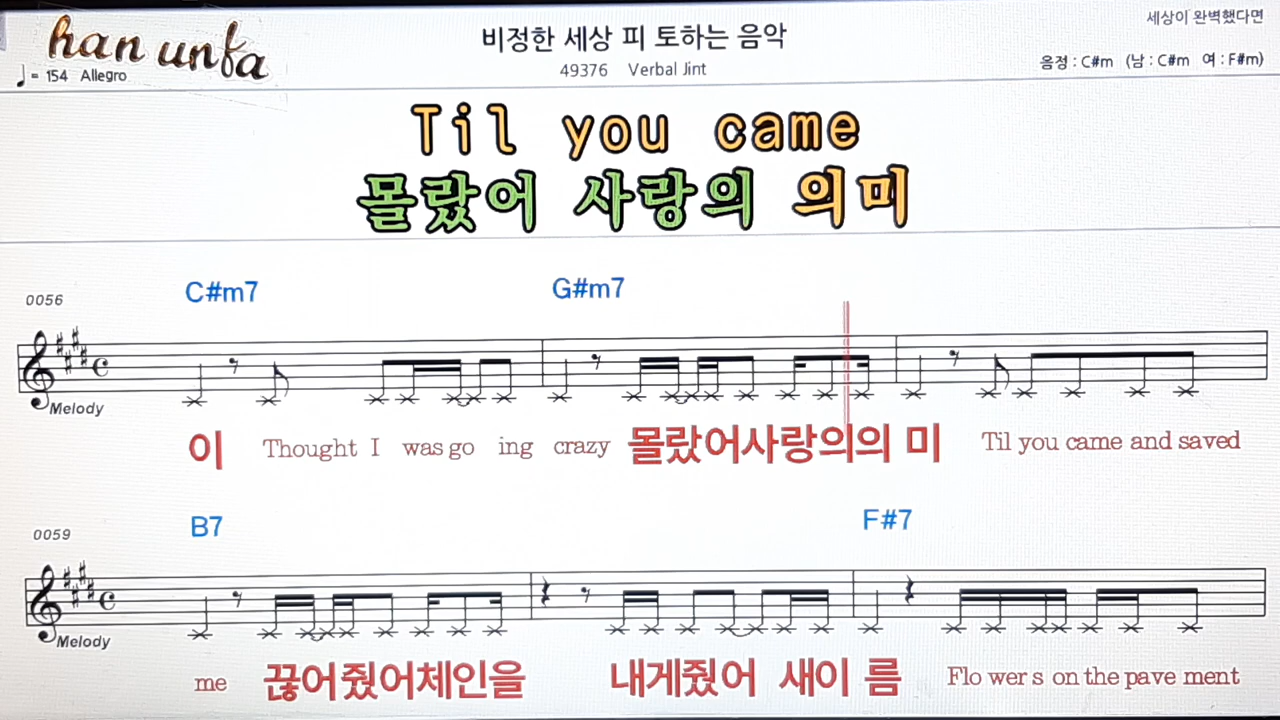 han unfa
♩= 154 Allegro
비정한 세상 피 토하는 음악
49376 Verbal Jint
세상이 완벽했다면
음정 : C#m (남 : C#m 여 : F#m)
Til you came
몰랐어 사랑의 의미
0056
C#m7 G#m7
Melody
이 Thought I was go ing crazy 몰랐어사랑의의 미 Til you came and saved
0059
B7 F#7
Melody
me 끊어줬어체인을 내게줬어 새이 름 Flo wer s on the pave ment